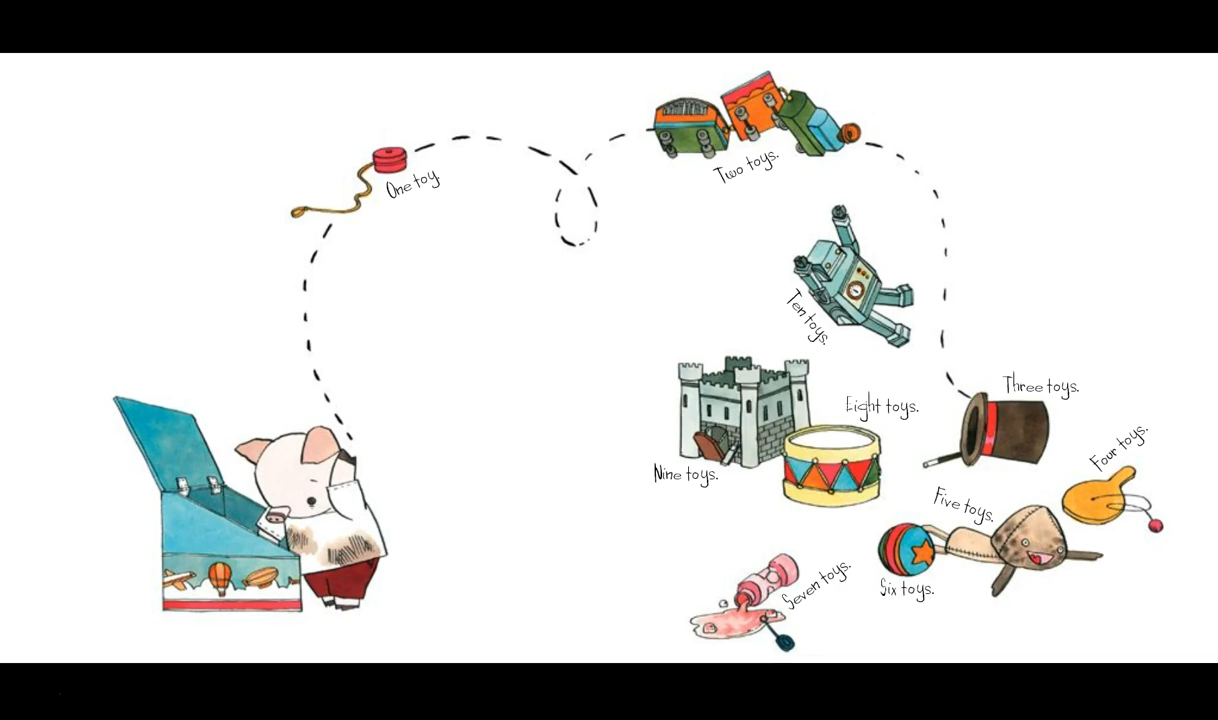 One toy.
Two toys.
Three toys.
Four toys.
Five toys.
Six toys.
Seven toys.
Eight toys.
Nine toys.
Ten toys.